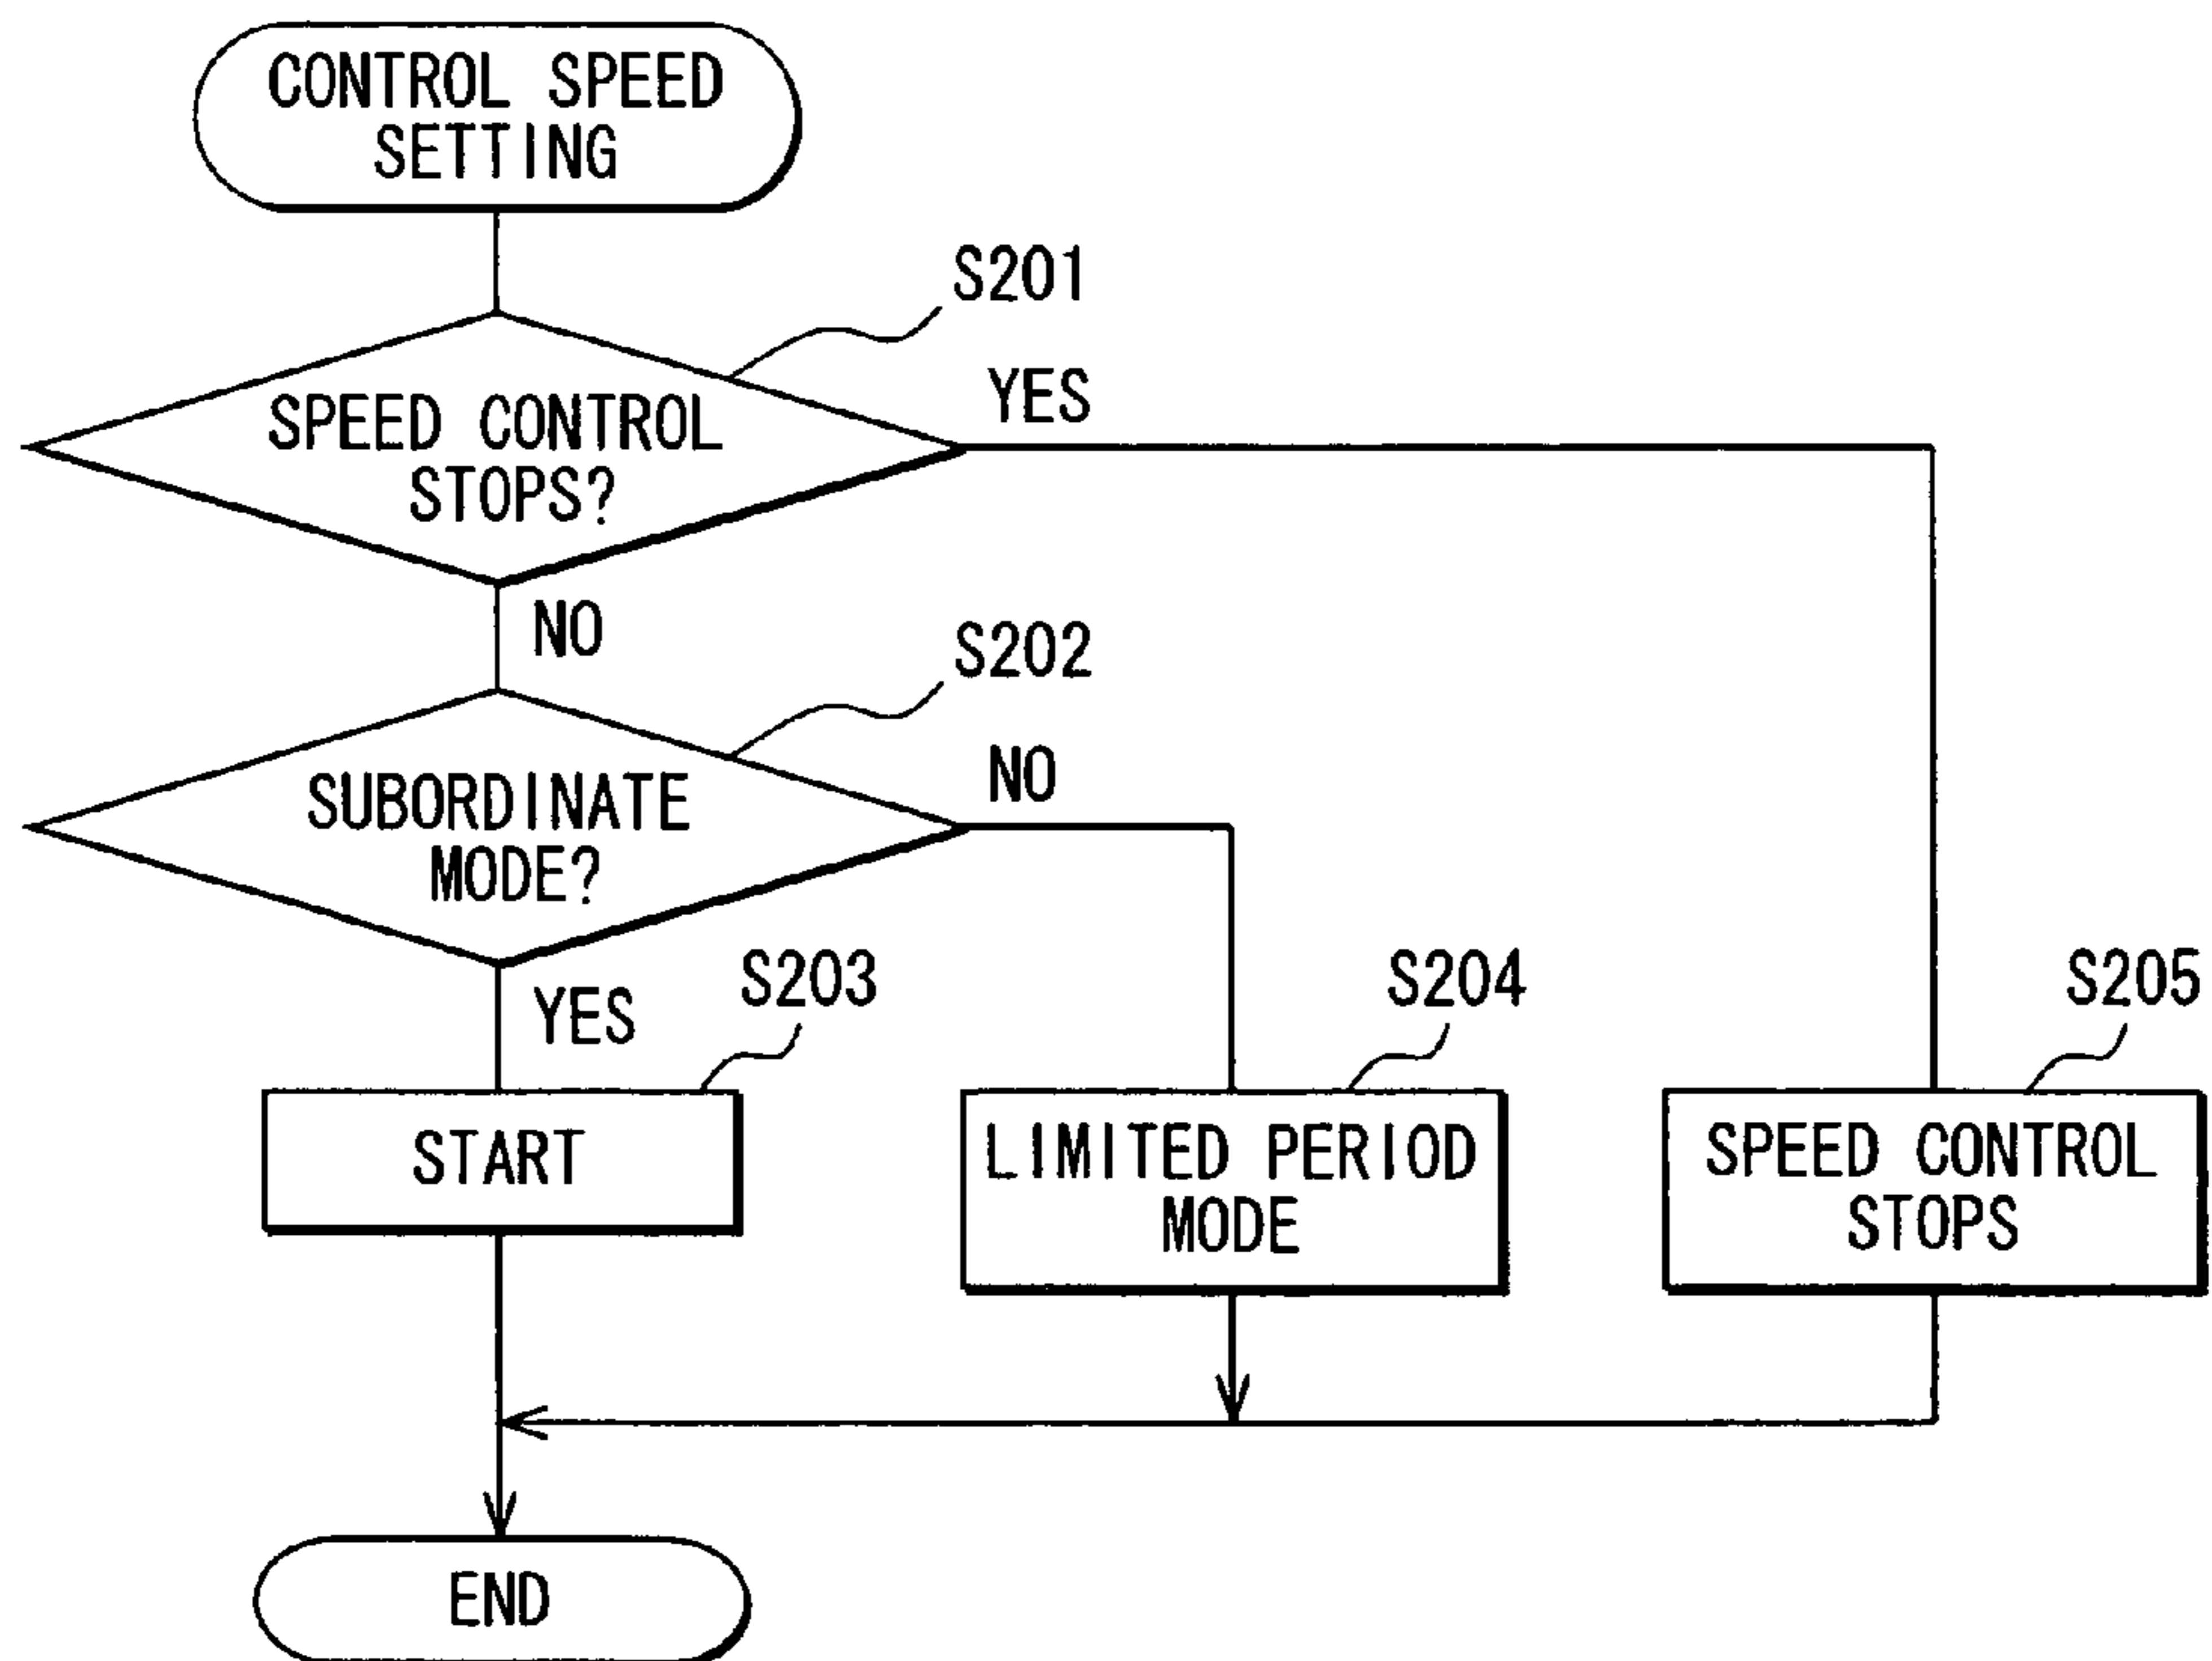 CONTROL SPEED
SETTING
S201
SPEED CONTROL
STOPS?
YES
NO
S202
SUBORDINATE
MODE?
NO
YES
S203
START
S204
LIMITED PERIOD
MODE
S205
SPEED CONTROL
STOPS
END